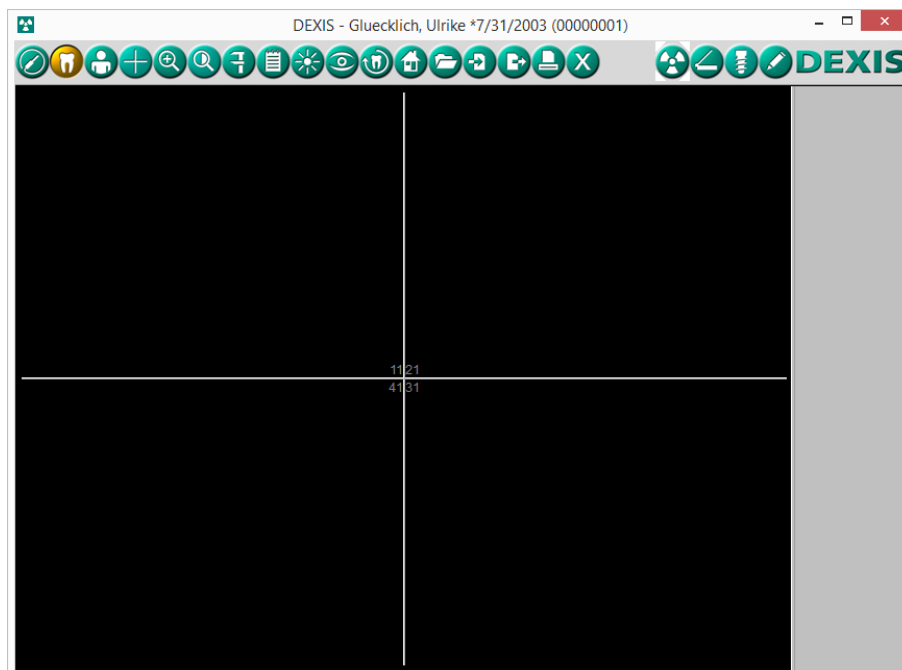 DEXIS - Gluecklich, Ulrike *7/31/2003 (00000001)
DEXIS
11 21
41 31